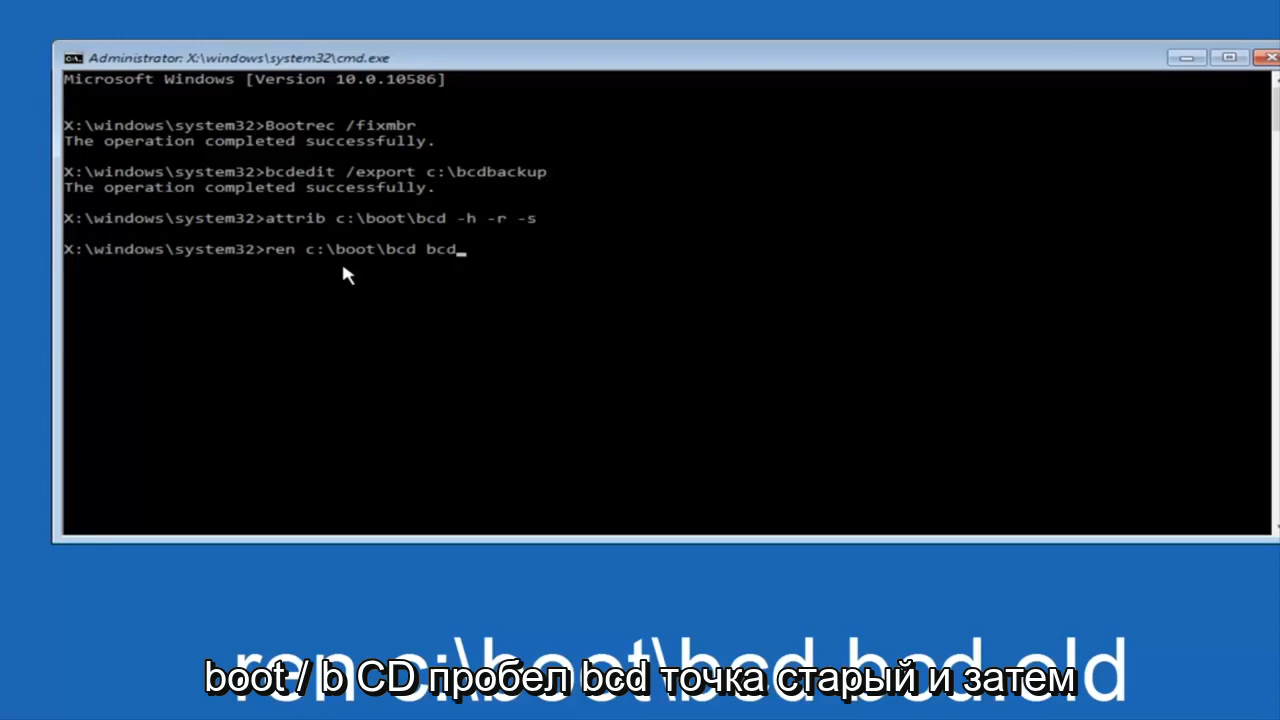 Administrator: X:\windows\system32\cmd.exe
Microsoft Windows [Version 10.0.10586]
X:\windows\system32>Bootrec /fixmbr
The operation completed successfully.
X:\windows\system32>bcdedit /export c:\bcdbackup
The operation completed successfully.
X:\windows\system32>attrib c:\boot\bcd -h -r -s
X:\windows\system32>ren c:\boot\bcd bcd_
ren c:\boot\bcd bcd.old
boot / b CD пробел bcd точка старый и затем